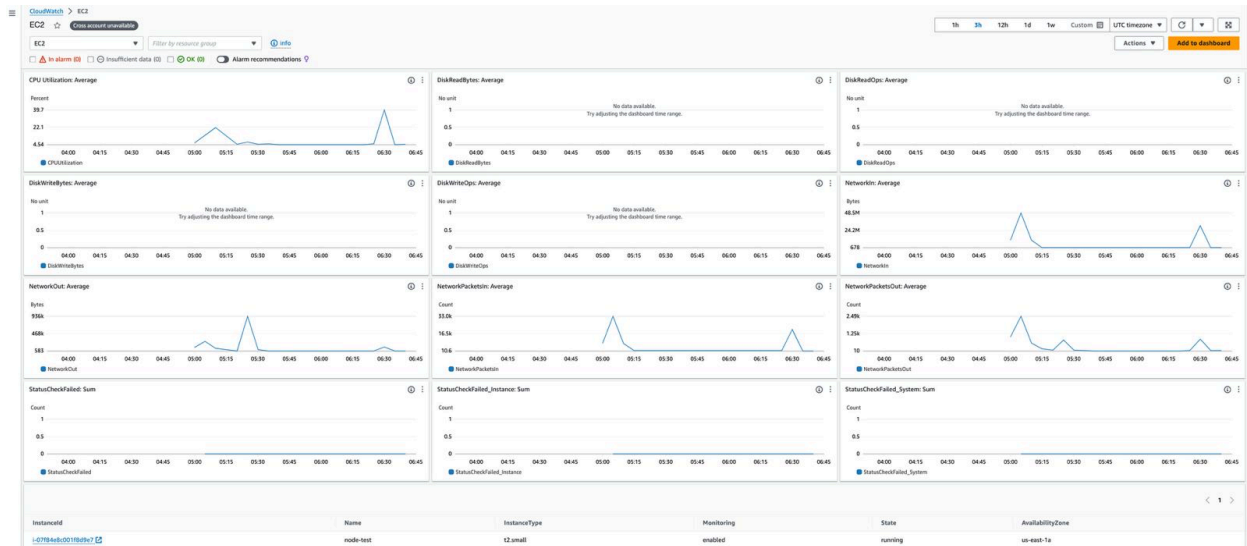 CloudWatch > EC2
EC2 Cross account unavailable
1h 3h 12h 1d 1w Custom UTC timezone
EC2 Filter by resource group info
Actions Add to dashboard
In alarm (0) Insufficient data (0) OK (0) Alarm recommendations
CPU Utilization: Average
Percent
39.7
22.1
4.54
04:00 04:15 04:30 04:45 05:00 05:15 05:30 05:45 06:00 06:15 06:30 06:45
CPUUtilization
DiskReadBytes: Average
No unit
No data available.
Try adjusting the dashboard time range.
1
0.5
0
04:00 04:15 04:30 04:45 05:00 05:15 05:30 05:45 06:00 06:15 06:30 06:45
DiskReadBytes
DiskReadOps: Average
No unit
No data available.
Try adjusting the dashboard time range.
1
0.5
0
04:00 04:15 04:30 04:45 05:00 05:15 05:30 05:45 06:00 06:15 06:30 06:45
DiskReadOps
DiskWriteBytes: Average
No unit
No data available.
Try adjusting the dashboard time range.
1
0.5
0
04:00 04:15 04:30 04:45 05:00 05:15 05:30 05:45 06:00 06:15 06:30 06:45
DiskWriteBytes
DiskWriteOps: Average
No unit
No data available.
Try adjusting the dashboard time range.
1
0.5
0
04:00 04:15 04:30 04:45 05:00 05:15 05:30 05:45 06:00 06:15 06:30 06:45
DiskWriteOps
NetworkIn: Average
Bytes
48.5M
24.2M
678
04:00 04:15 04:30 04:45 05:00 05:15 05:30 05:45 06:00 06:15 06:30 06:45
NetworkIn
NetworkOut: Average
Bytes
936k
468k
583
04:00 04:15 04:30 04:45 05:00 05:15 05:30 05:45 06:00 06:15 06:30 06:45
NetworkOut
NetworkPacketsIn: Average
Count
33.0k
16.5k
10.6
04:00 04:15 04:30 04:45 05:00 05:15 05:30 05:45 06:00 06:15 06:30 06:45
NetworkPacketsIn
NetworkPacketsOut: Average
Count
2.49k
1.25k
10
04:00 04:15 04:30 04:45 05:00 05:15 05:30 05:45 06:00 06:15 06:30 06:45
NetworkPacketsOut
StatusCheckFailed: Sum
Count
1
0.5
0
04:00 04:15 04:30 04:45 05:00 05:15 05:30 05:45 06:00 06:15 06:30 06:45
StatusCheckFailed
StatusCheckFailed_Instance: Sum
Count
1
0.5
0
04:00 04:15 04:30 04:45 05:00 05:15 05:30 05:45 06:00 06:15 06:30 06:45
StatusCheckFailed_Instance
StatusCheckFailed_System: Sum
Count
1
0.5
0
04:00 04:15 04:30 04:45 05:00 05:15 05:30 05:45 06:00 06:15 06:30 06:45
StatusCheckFailed_System
< 1 >
InstanceId Name InstanceType Monitoring State AvailabilityZone
i-07f84e8c001f8d9e7 node-test t2.small enabled running us-east-1a